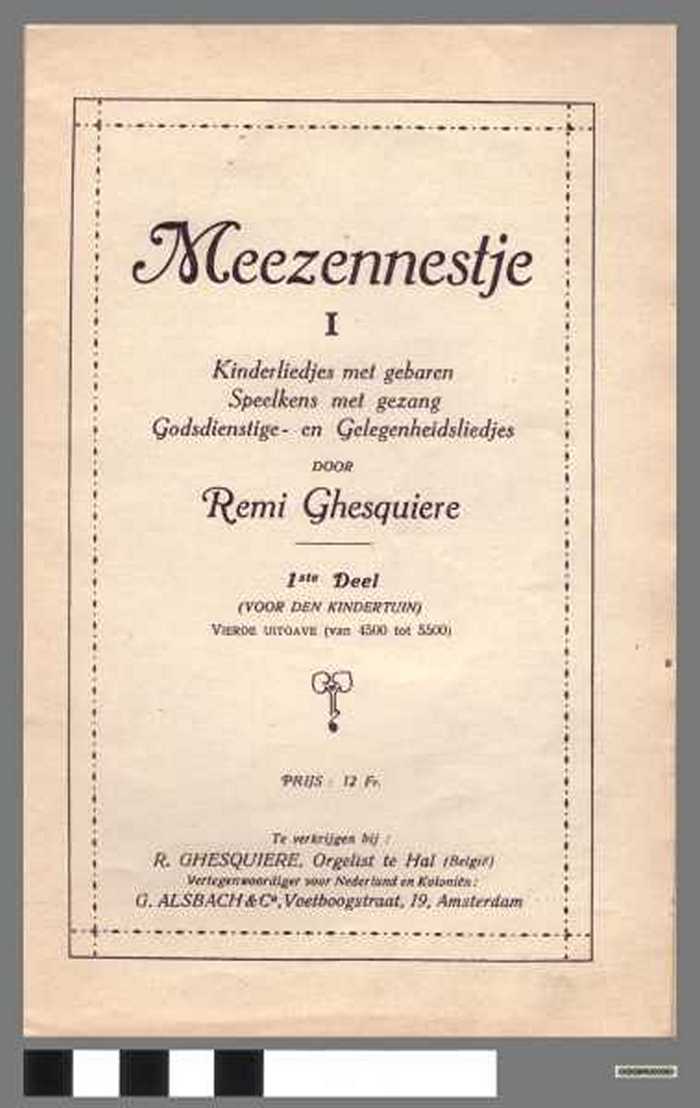 Meezennestje
I
Kinderliedjes met gebaren
Speelkens met gezang
Godsdienstige- en Gelegenheidsliedjes
DOOR
Remi Ghesquiere
1ste Deel
(VOOR DEN KINDERTUIN)
VIERDE UITGAVE (van 4500 tot 5500)
PRIJS : 12 Fr.
Te verkrijgen bij :
R. GHESQUIERE, Orgelist te Hal (België)
Vertegenwoordiger voor Nederland en Koloniën :
G. ALSBACH & Co, Voetboogstraat, 19, Amsterdam